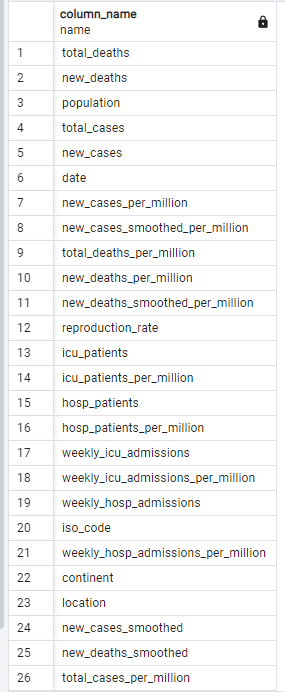 column_name
name
1 total_deaths
2 new_deaths
3 population
4 total_cases
5 new_cases
6 date
7 new_cases_per_million
8 new_cases_smoothed_per_million
9 total_deaths_per_million
10 new_deaths_per_million
11 new_deaths_smoothed_per_million
12 reproduction_rate
13 icu_patients
14 icu_patients_per_million
15 hosp_patients
16 hosp_patients_per_million
17 weekly_icu_admissions
18 weekly_icu_admissions_per_million
19 weekly_hosp_admissions
20 iso_code
21 weekly_hosp_admissions_per_million
22 continent
23 location
24 new_cases_smoothed
25 new_deaths_smoothed
26 total_cases_per_million